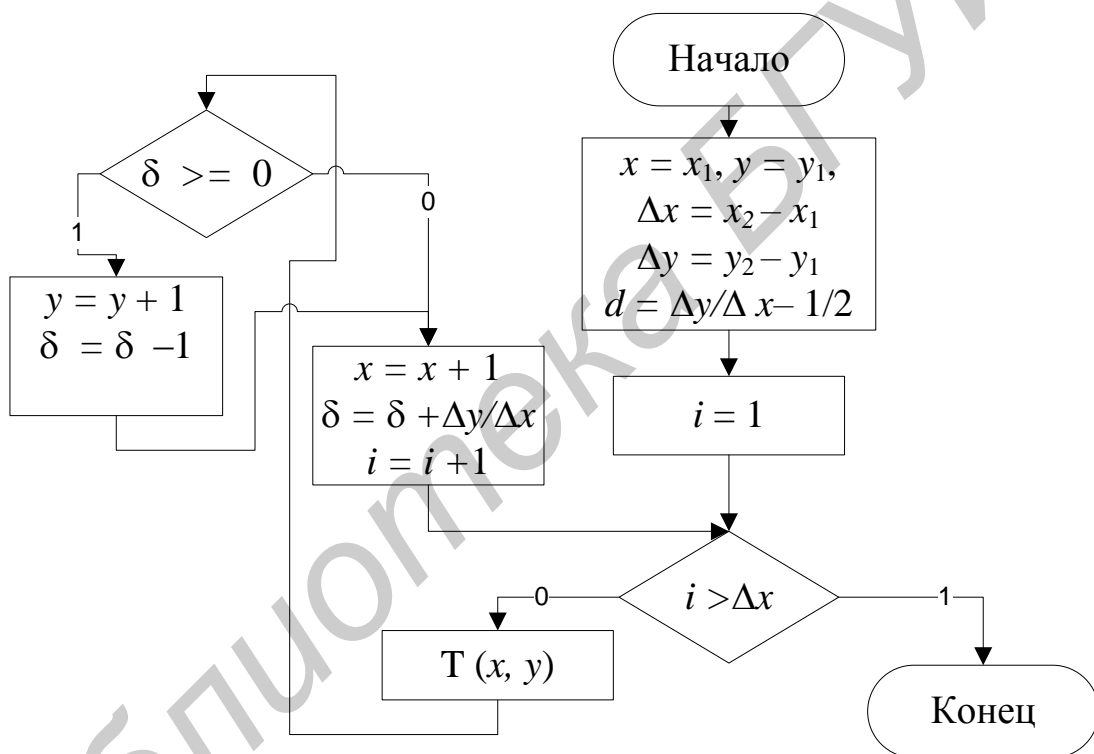 Начало
x = x₁, y = y₁,
Δx = x₂ – x₁
Δy = y₂ – y₁
d = Δy/Δ x– 1/2
i = 1
i >Δx
0
1
T (x, y)
Конец
δ >= 0
1
0
y = y + 1
δ = δ –1
x = x + 1
δ = δ +Δy/Δx
i = i +1